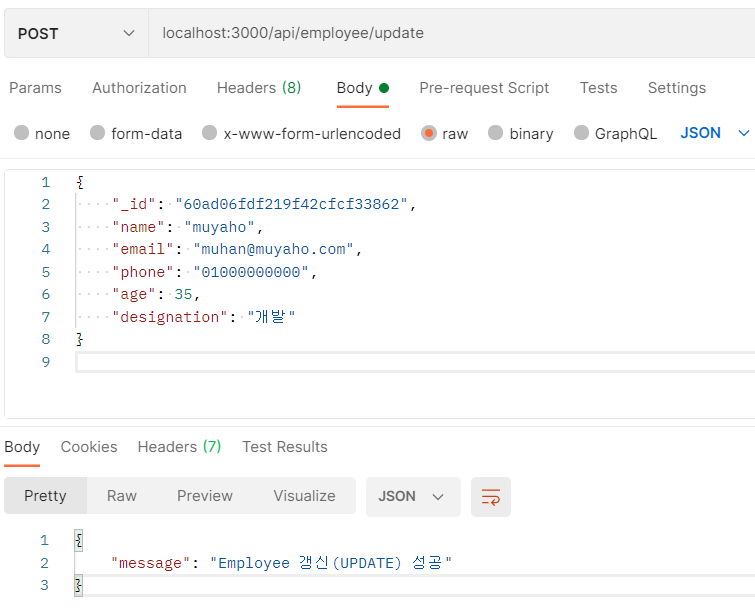 POST localhost:3000/api/employee/update
Params Authorization Headers (8) Body Pre-request Script Tests Settings
none form-data x-www-form-urlencoded raw binary GraphQL JSON
1 {
2 "_id": "60ad06fdf219f42cfcf33862",
3 "name": "muyaho",
4 "email": "muhan@muyaho.com",
5 "phone": "01000000000",
6 "age": 35,
7 "designation": "개발"
8 }
9
Body Cookies Headers (7) Test Results
Pretty Raw Preview Visualize JSON
1 {
2 "message": "Employee 갱신(UPDATE) 성공"
3 }